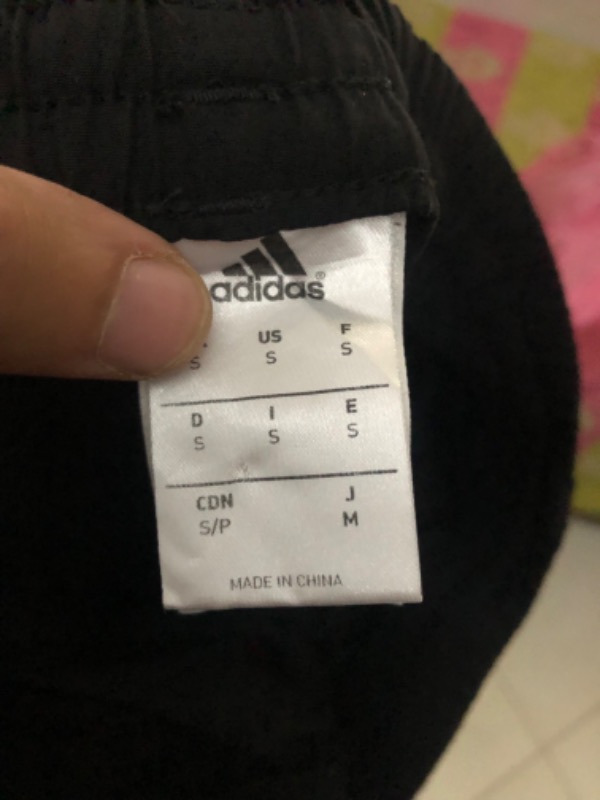 adidas®
US F
S S S
D I E
S S S
CDN J
S/P M
MADE IN CHINA